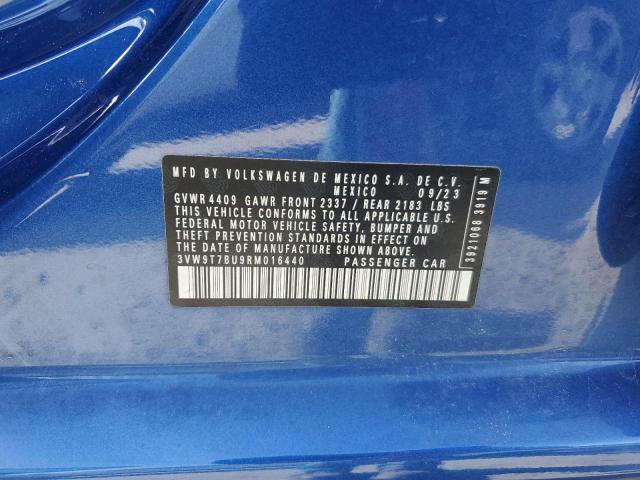 MFD BY VOLKSWAGEN DE MEXICO S.A. DE C.V.
MEXICO 09/23
GVWR 4409 GAWR FRONT 2337 / REAR 2183 LBS
THIS VEHICLE CONFORMS TO ALL APPLICABLE U.S.
FEDERAL MOTOR VEHICLE SAFETY, BUMPER AND
THEFT PREVENTION STANDARDS IN EFFECT ON
THE DATE OF MANUFACTURE SHOWN ABOVE.
3VW9T7BU9RM016440 PASSENGER CAR
3921068 3919 M